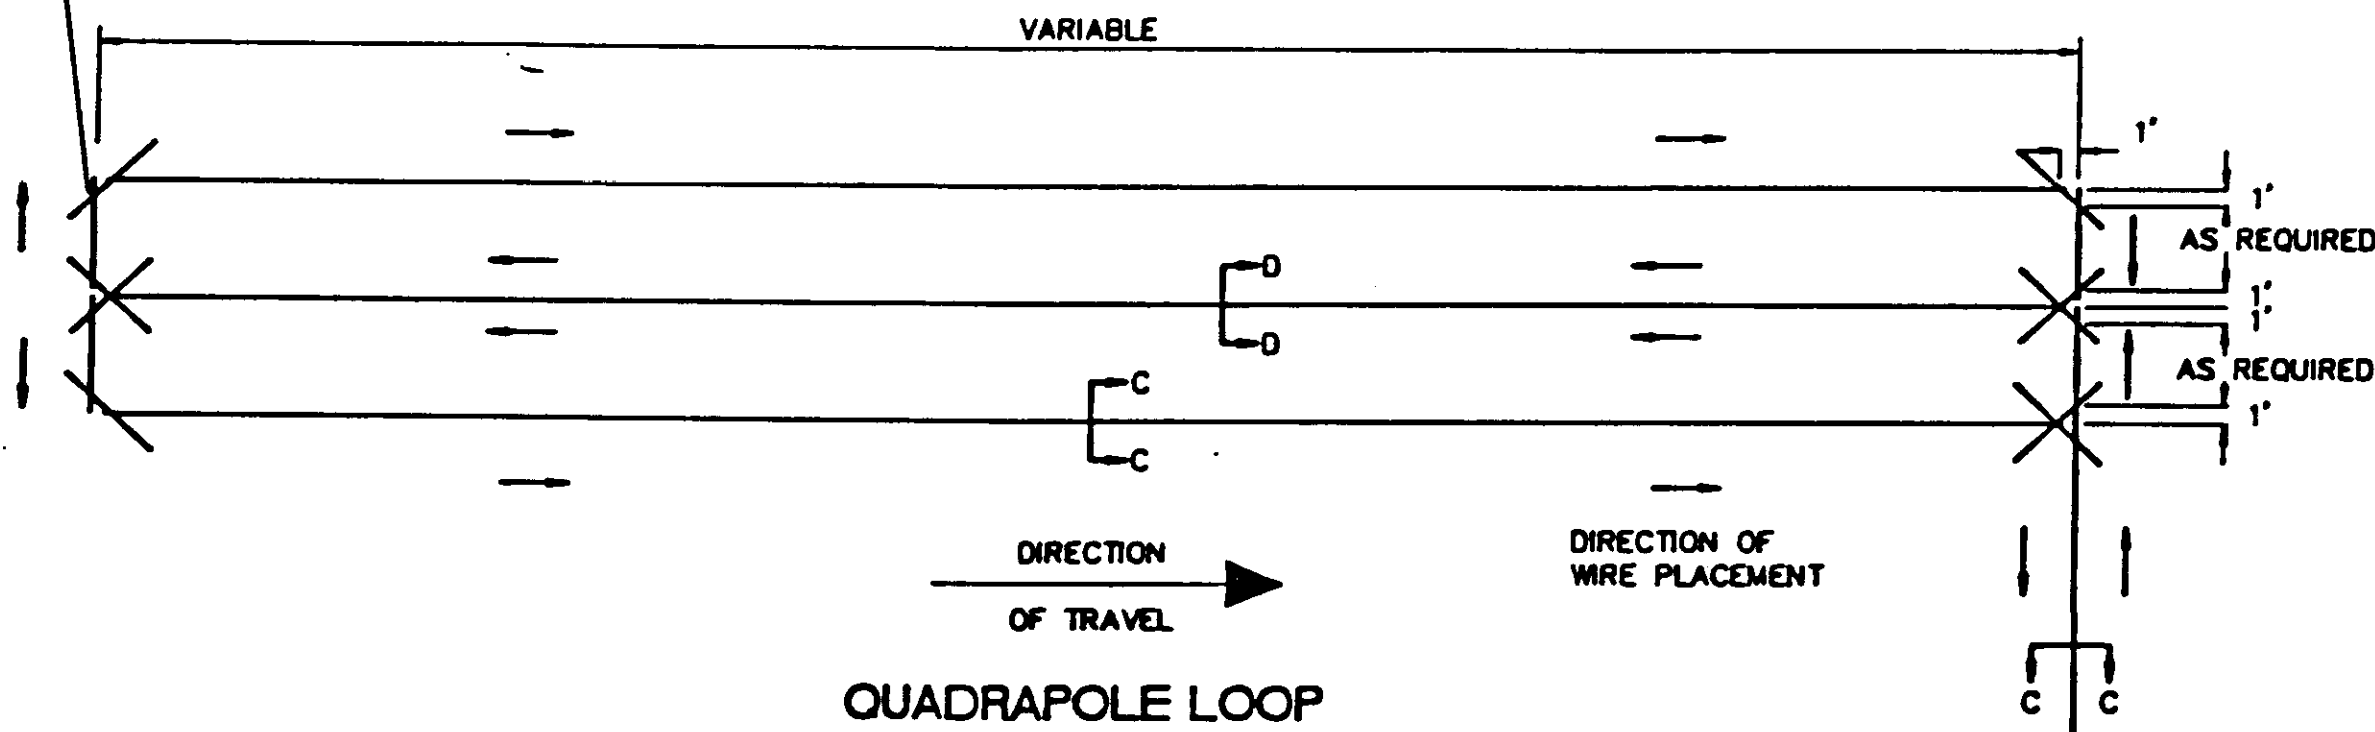 VARIABLE
1'
1'
AS REQUIRED
D
1'
1'
D
AS REQUIRED
C
1'
C
DIRECTION
OF TRAVEL
DIRECTION OF
WIRE PLACEMENT
C C
QUADRAPOLE LOOP